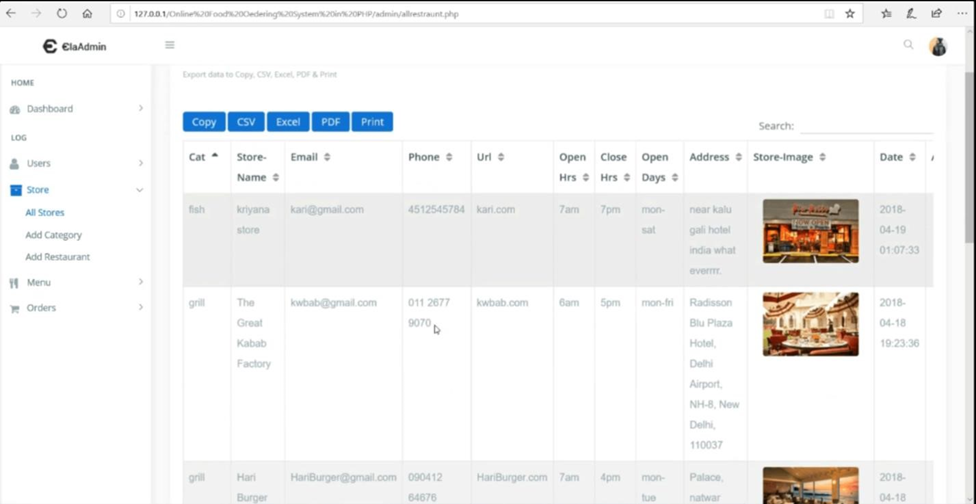 127.0.0.1/Online%20Food%20Oedering%20System%20in%20PHP/admin/allrestraunt.php
ElaAdmin
Export data to Copy, CSV, Excel, PDF & Print
HOME
Dashboard
LOG
Users
Store
All Stores
Add Category
Add Restaurant
Menu
Orders
Copy CSV Excel PDF Print
Search:
Cat Store-Name Email Phone Url Open Hrs Close Hrs Open Days Address Store-Image Date
fish
kriyana
store
kari@gmail.com
4512545784
kari.com
7am
7pm
mon-
sat
near kalu
gali hotel
india what
everrrr.
2018-
04-19
01:07:33
grill
The
Great
Kabab
Factory
kwbab@gmail.com
011 2677
9070
kwbab.com
6am
5pm
mon-fri
Radisson
Blu Plaza
Hotel,
Delhi
Airport,
NH-8, New
Delhi,
110037
2018-
04-18
19:23:36
grill
Hari
Burger
HariBurger@gmail.com
090412
64676
HariBurger.com
7am
4pm
mon-
tue
Palace,
natwar
2018-
04-18